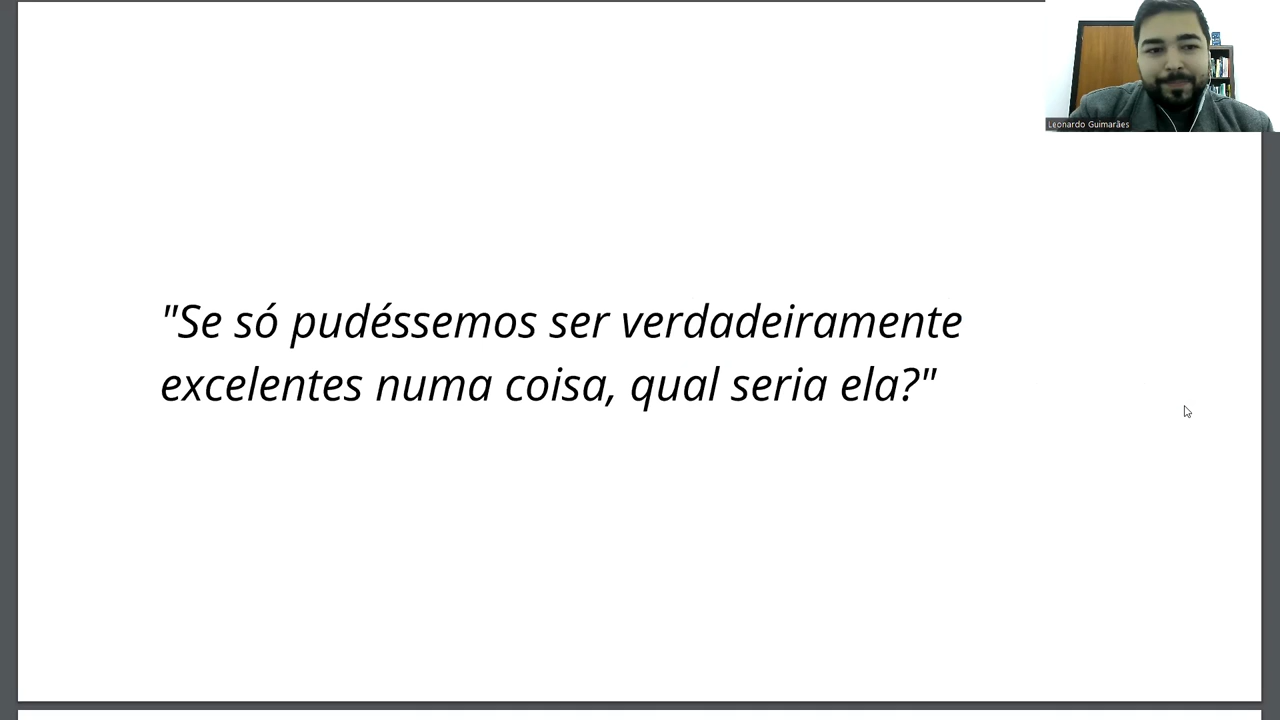 Leonardo Guimarães
"Se só pudéssemos ser verdadeiramente
excelentes numa coisa, qual seria ela?"